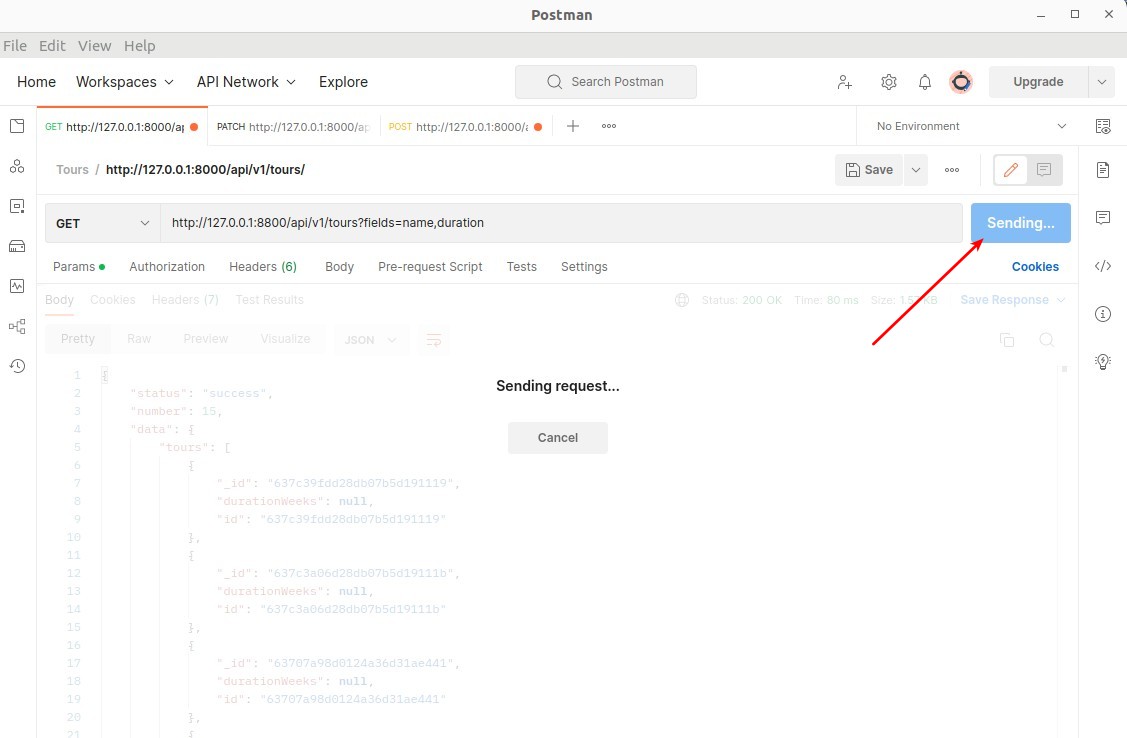 Postman
File Edit View Help
Home Workspaces API Network Explore Search Postman Upgrade
GET http://127.0.0.1:8000/ap PATCH http://127.0.0.1:8000/ap POST http://127.0.0.1:8000/a No Environment
Tours / http://127.0.0.1:8000/api/v1/tours/ Save
GET http://127.0.0.1:8800/api/v1/tours?fields=name,duration Sending...
Params Authorization Headers (6) Body Pre-request Script Tests Settings Cookies
Body Cookies Headers (7) Test Results Status: 200 OK Time: 80 ms Size: KB Save Response
Pretty Raw Preview Visualize JSON
1 {
2 "status": "success",
3 "number": 15,
4 "data": {
5 "tours": [
6 {
7 "_id": "637c39fdd28db07b5d191119",
8 "durationWeeks": null,
9 "id": "637c39fdd28db07b5d191119"
10 },
11 {
12 "_id": "637c3a06d28db07b5d19111b",
13 "durationWeeks": null,
14 "id": "637c3a06d28db07b5d19111b"
15 },
16 {
17 "_id": "63707a98d0124a36d31ae441",
18 "durationWeeks": null,
19 "id": "63707a98d0124a36d31ae441"
20 },
21 {
Sending request...
Cancel